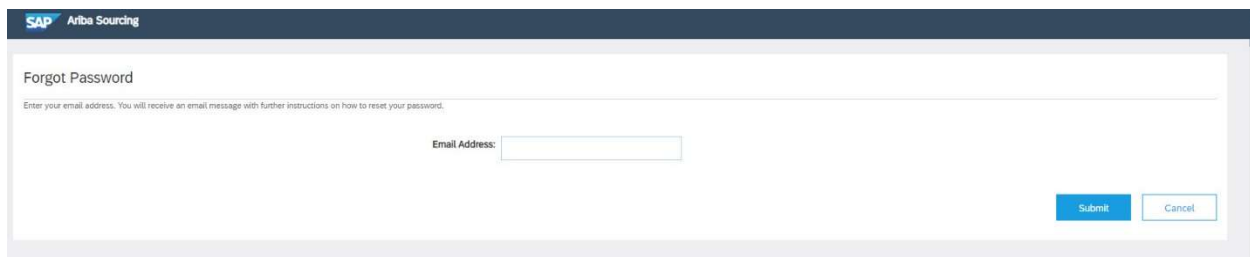 SAP Ariba Sourcing
Forgot Password
Enter your email address. You will receive an email message with further instructions on how to reset your password.
Email Address:
Submit Cancel